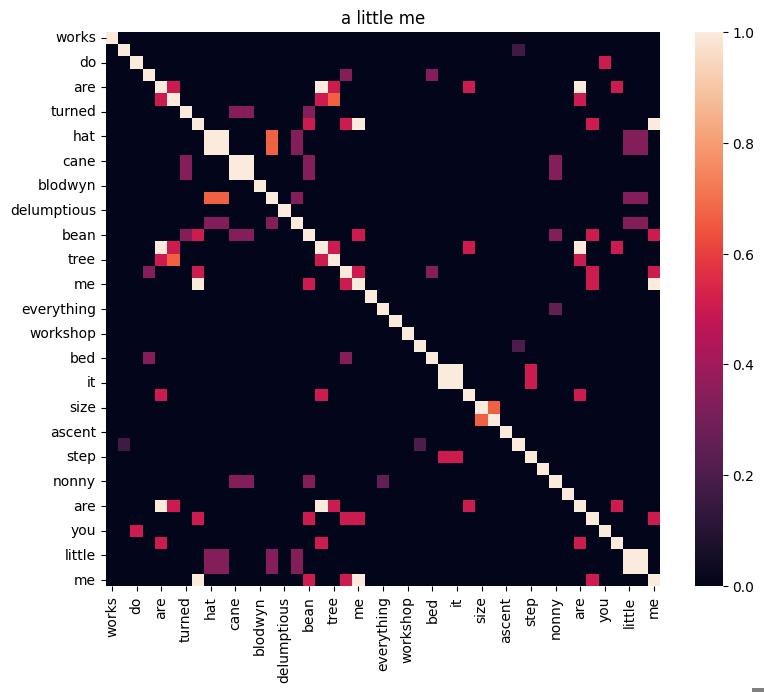 a little me
works
do
are
turned
hat
cane
blodwyn
delumptious
bean
tree
me
everything
workshop
bed
it
size
ascent
step
nonny
are
you
little
me
1.0
0.8
0.6
0.4
0.2
0.0
works
do
are
turned
hat
cane
blodwyn
delumptious
bean
tree
me
everything
workshop
bed
it
size
ascent
step
nonny
are
you
little
me